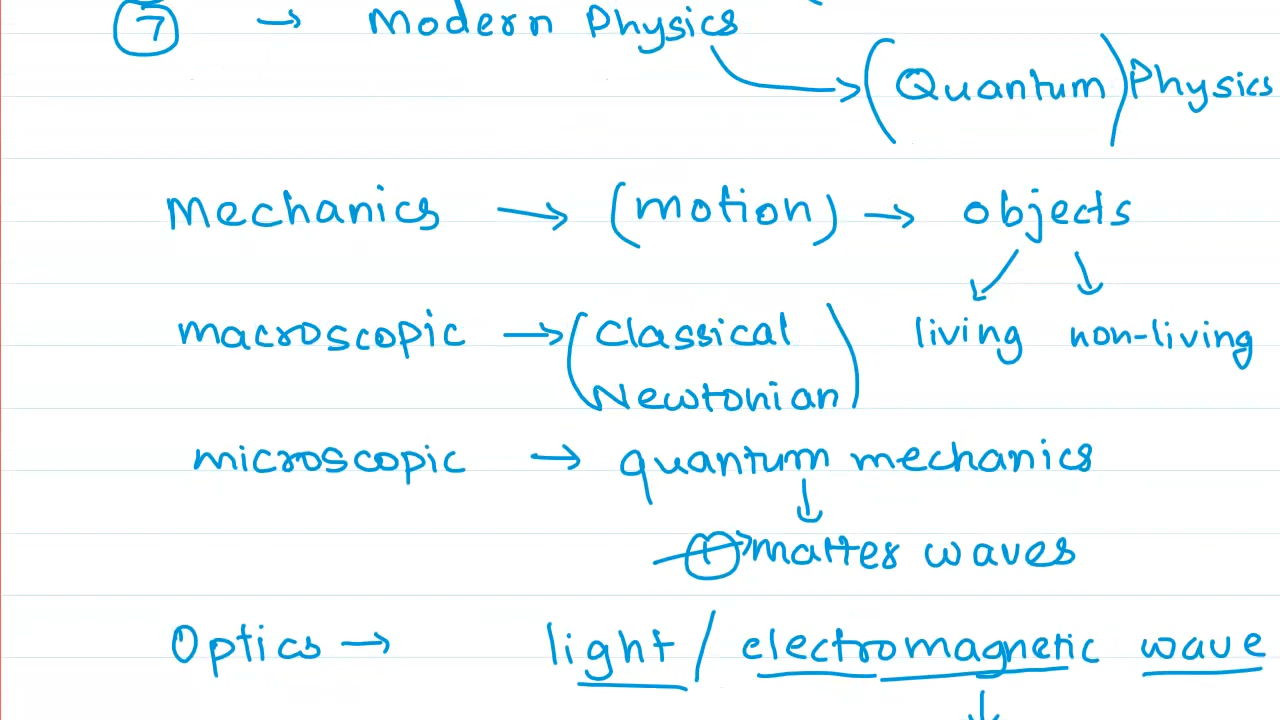 7 → Modern Physics
(Quantum) Physics
Mechanics → (motion) → objects
macroscopic → (Classical living non-living
Newtonian)
microscopic → quantum mechanics
① matter waves
Optics → light / electromagnetic wave